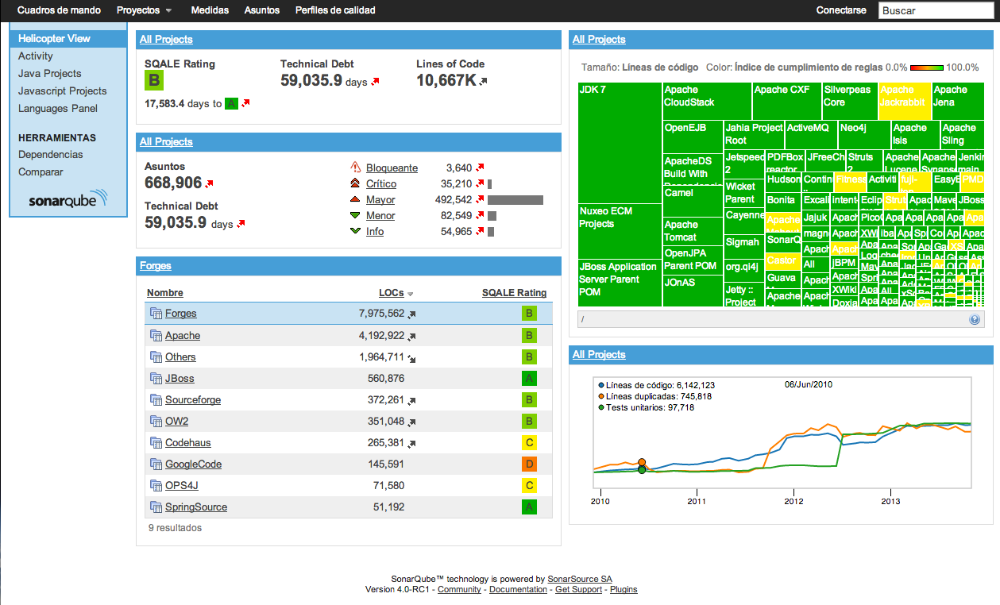 Cuadros de mando Proyectos Medidas Asuntos Perfiles de calidad Conectarse Buscar
Helicopter View
Activity
Java Projects
Javascript Projects
Languages Panel
HERRAMIENTAS
Dependencias
Comparar
sonarqube
All Projects
SQALE Rating Technical Debt Lines of Code
B 59,035.9 days 10,667K
17,583.4 days to A
All Projects
Asuntos
668,906
Technical Debt
59,035.9 days
Bloqueante 3,640
Crítico 35,210
Mayor 492,542
Menor 82,549
Info 54,965
Forges
Nombre LOCs SQALE Rating
Forges 7,975,562 B
Apache 4,192,922 B
Others 1,964,711 B
JBoss 560,876 A
Sourceforge 372,261 B
OW2 351,048 B
Codehaus 265,381 C
GoogleCode 145,591 D
OPS4J 71,580 C
SpringSource 51,192 A
9 resultados
All Projects
Tamaño: Líneas de código Color: Índice de cumplimiento de reglas 0.0% 100.0%
JDK 7
Nuxeo ECM
Projects
JBoss Application
Server Parent
POM
Apache
CloudStack
Apache CXF
Silverpeas
Core
Apache
Jackrabbit
Apache
Jena
OpenEJB
Jahia Project
Root
ActiveMQ
Neo4j
Apache
Isis
Apache
Sling
ApacheDS
Build With
Camel
Apache
Tomcat
OpenJPA
Parent POM
JOnAS
Jetspeed
2
Wicket
Parent
Cayenne
Sigmah
org.qi4j
Jetty ::
Project
PDFBox
reactor
JFreeCh
Struts
2
Apache
Lucene
Apache
Synapse
Jenkin
main
Hudson
Contin
Fitnesse
Activiti
fuji-
EasyB
PMD
Bonita
Excali
intent-
Eclip
Strut
Apac
Mave
JBoss
Apache
Jajuk
Apach
PicoC
Apa
Apa
Apa
Apa
Apa
SonarQ
magn
Apach
XWi
Castor
Apach
Apach
All
jBPM
Guava
Apach
Apach
Apache
Apach
XWiki
Doxia
/
All Projects
Líneas de código: 6,142,123 06/Jun/2010
Líneas duplicadas: 745,818
Tests unitarios: 97,718
2010 2011 2012 2013
SonarQube™ technology is powered by SonarSource SA
Version 4.0-RC1 - Community - Documentation - Get Support - Plugins